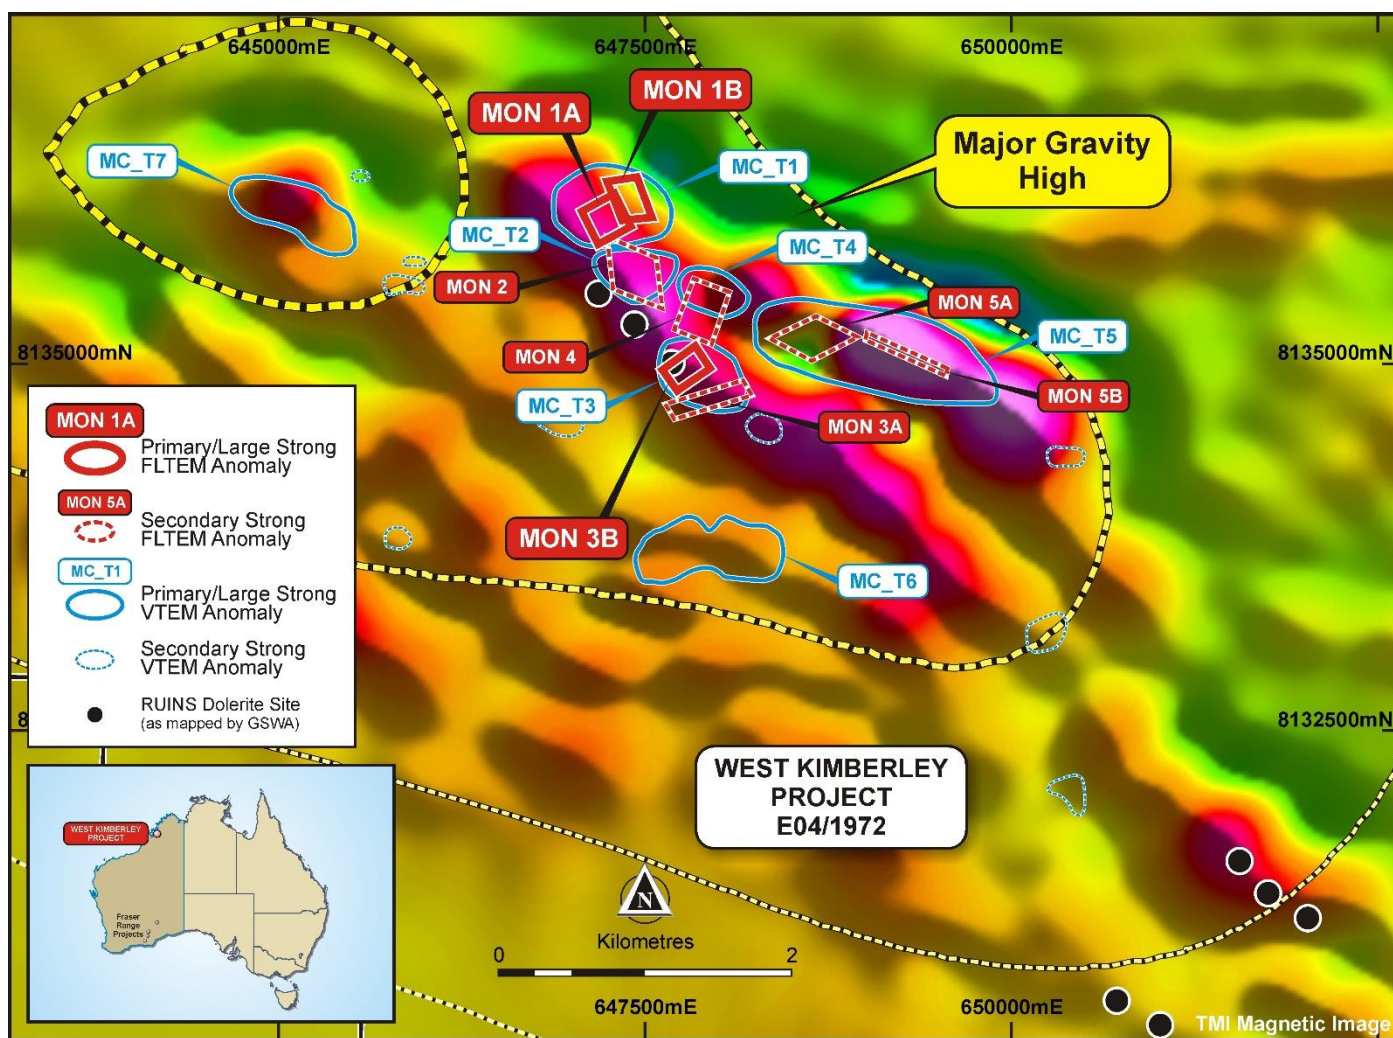 645000mE
647500mE
650000mE
MON 1B
MON 1A
Major Gravity
High
MC_T7
MC_T1
MC_T2
MC_T4
MON 2
MON 5A
8135000mN
MON 4
MC_T5
8135000mN
MON 5B
MC_T3
MON 3A
MON 3B
MC_T6
MON 1A
Primary/Large Strong
FLTEM Anomaly
MON 5A
Secondary Strong
FLTEM Anomaly
MC_T1
Primary/Large Strong
VTEM Anomaly
Secondary Strong
VTEM Anomaly
RUINS Dolerite Site
(as mapped by GSWA)
8132500mN
WEST KIMBERLEY
PROJECT
E04/1972
WEST KIMBERLEY
PROJECT
Fraser
Range
Projects
N
Kilometres
0
2
647500mE
650000mE
TMI Magnetic Image